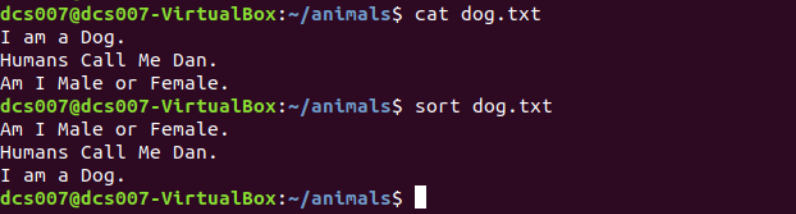 dcs007@dcs007-VirtualBox:~/animals$ cat dog.txt
I am a Dog.
Humans Call Me Dan.
Am I Male or Female.
dcs007@dcs007-VirtualBox:~/animals$ sort dog.txt
Am I Male or Female.
Humans Call Me Dan.
I am a Dog.
dcs007@dcs007-VirtualBox:~/animals$